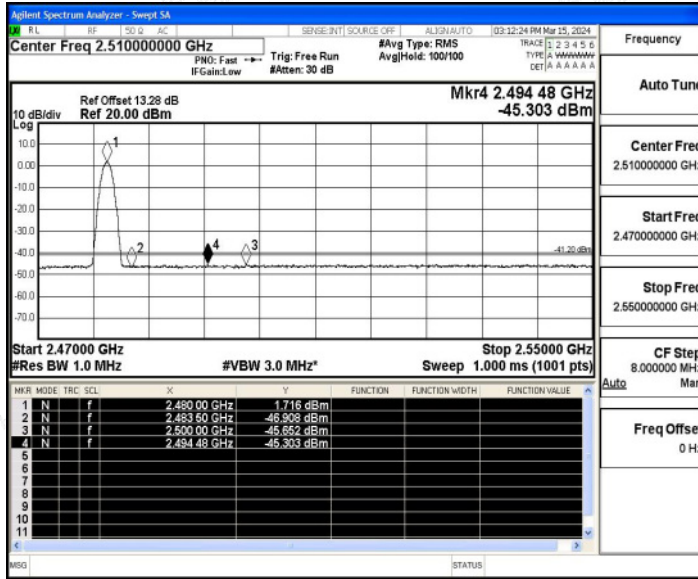 Agilent Spectrum Analyzer - Swept SA
RL RF 50 Ω AC SENSE:INT SOURCE OFF ALIGNAUTO 03:12:24 PM Mar 15, 2024
Center Freq 2.510000000 GHz
PNO: Fast
IFGain:Low
Trig: Free Run
#Atten: 30 dB
#Avg Type: RMS
Avg|Hold: 100/100
TRACE 1 2 3 4 5 6
TYPE A WWWWW
DET A A A A A A
Ref Offset 13.28 dB
10 dB/div Ref 20.00 dBm
Log
Mkr4 2.494 48 GHz
-45.303 dBm
10.0
0.00
-10.0
-20.0
-30.0
-40.0
-50.0
-60.0
-70.0
1
2
4
3
-41.20 dBm
Start 2.47000 GHz Stop 2.55000 GHz
#Res BW 1.0 MHz #VBW 3.0 MHz* Sweep 1.000 ms (1001 pts)
MKR MODE TRC SCL X Y FUNCTION FUNCTION WIDTH FUNCTION VALUE
1 N f 2.480 00 GHz 1.716 dBm
2 N f 2.483 50 GHz -46.908 dBm
3 N f 2.500 00 GHz -45.652 dBm
4 N f 2.494 48 GHz -45.303 dBm
5
6
7
8
9
10
11
MSG STATUS
Frequency
Auto Tune
Center Freq
2.510000000 GHz
Start Freq
2.470000000 GHz
Stop Freq
2.550000000 GHz
CF Step
8.000000 MHz
Auto Man
Freq Offset
0 Hz